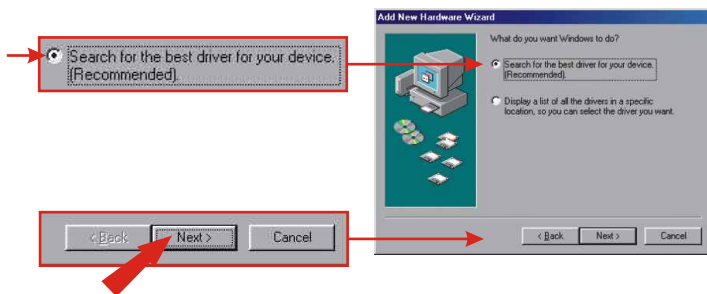 Search for the best driver for your device.
(Recommended).
< Back
Next >
Cancel
Add New Hardware Wizard
What do you want Windows to do?
Search for the best driver for your device.
(Recommended).
Display a list of all the drivers in a specific
location, so you can select the driver you want.
< Back
Next >
Cancel